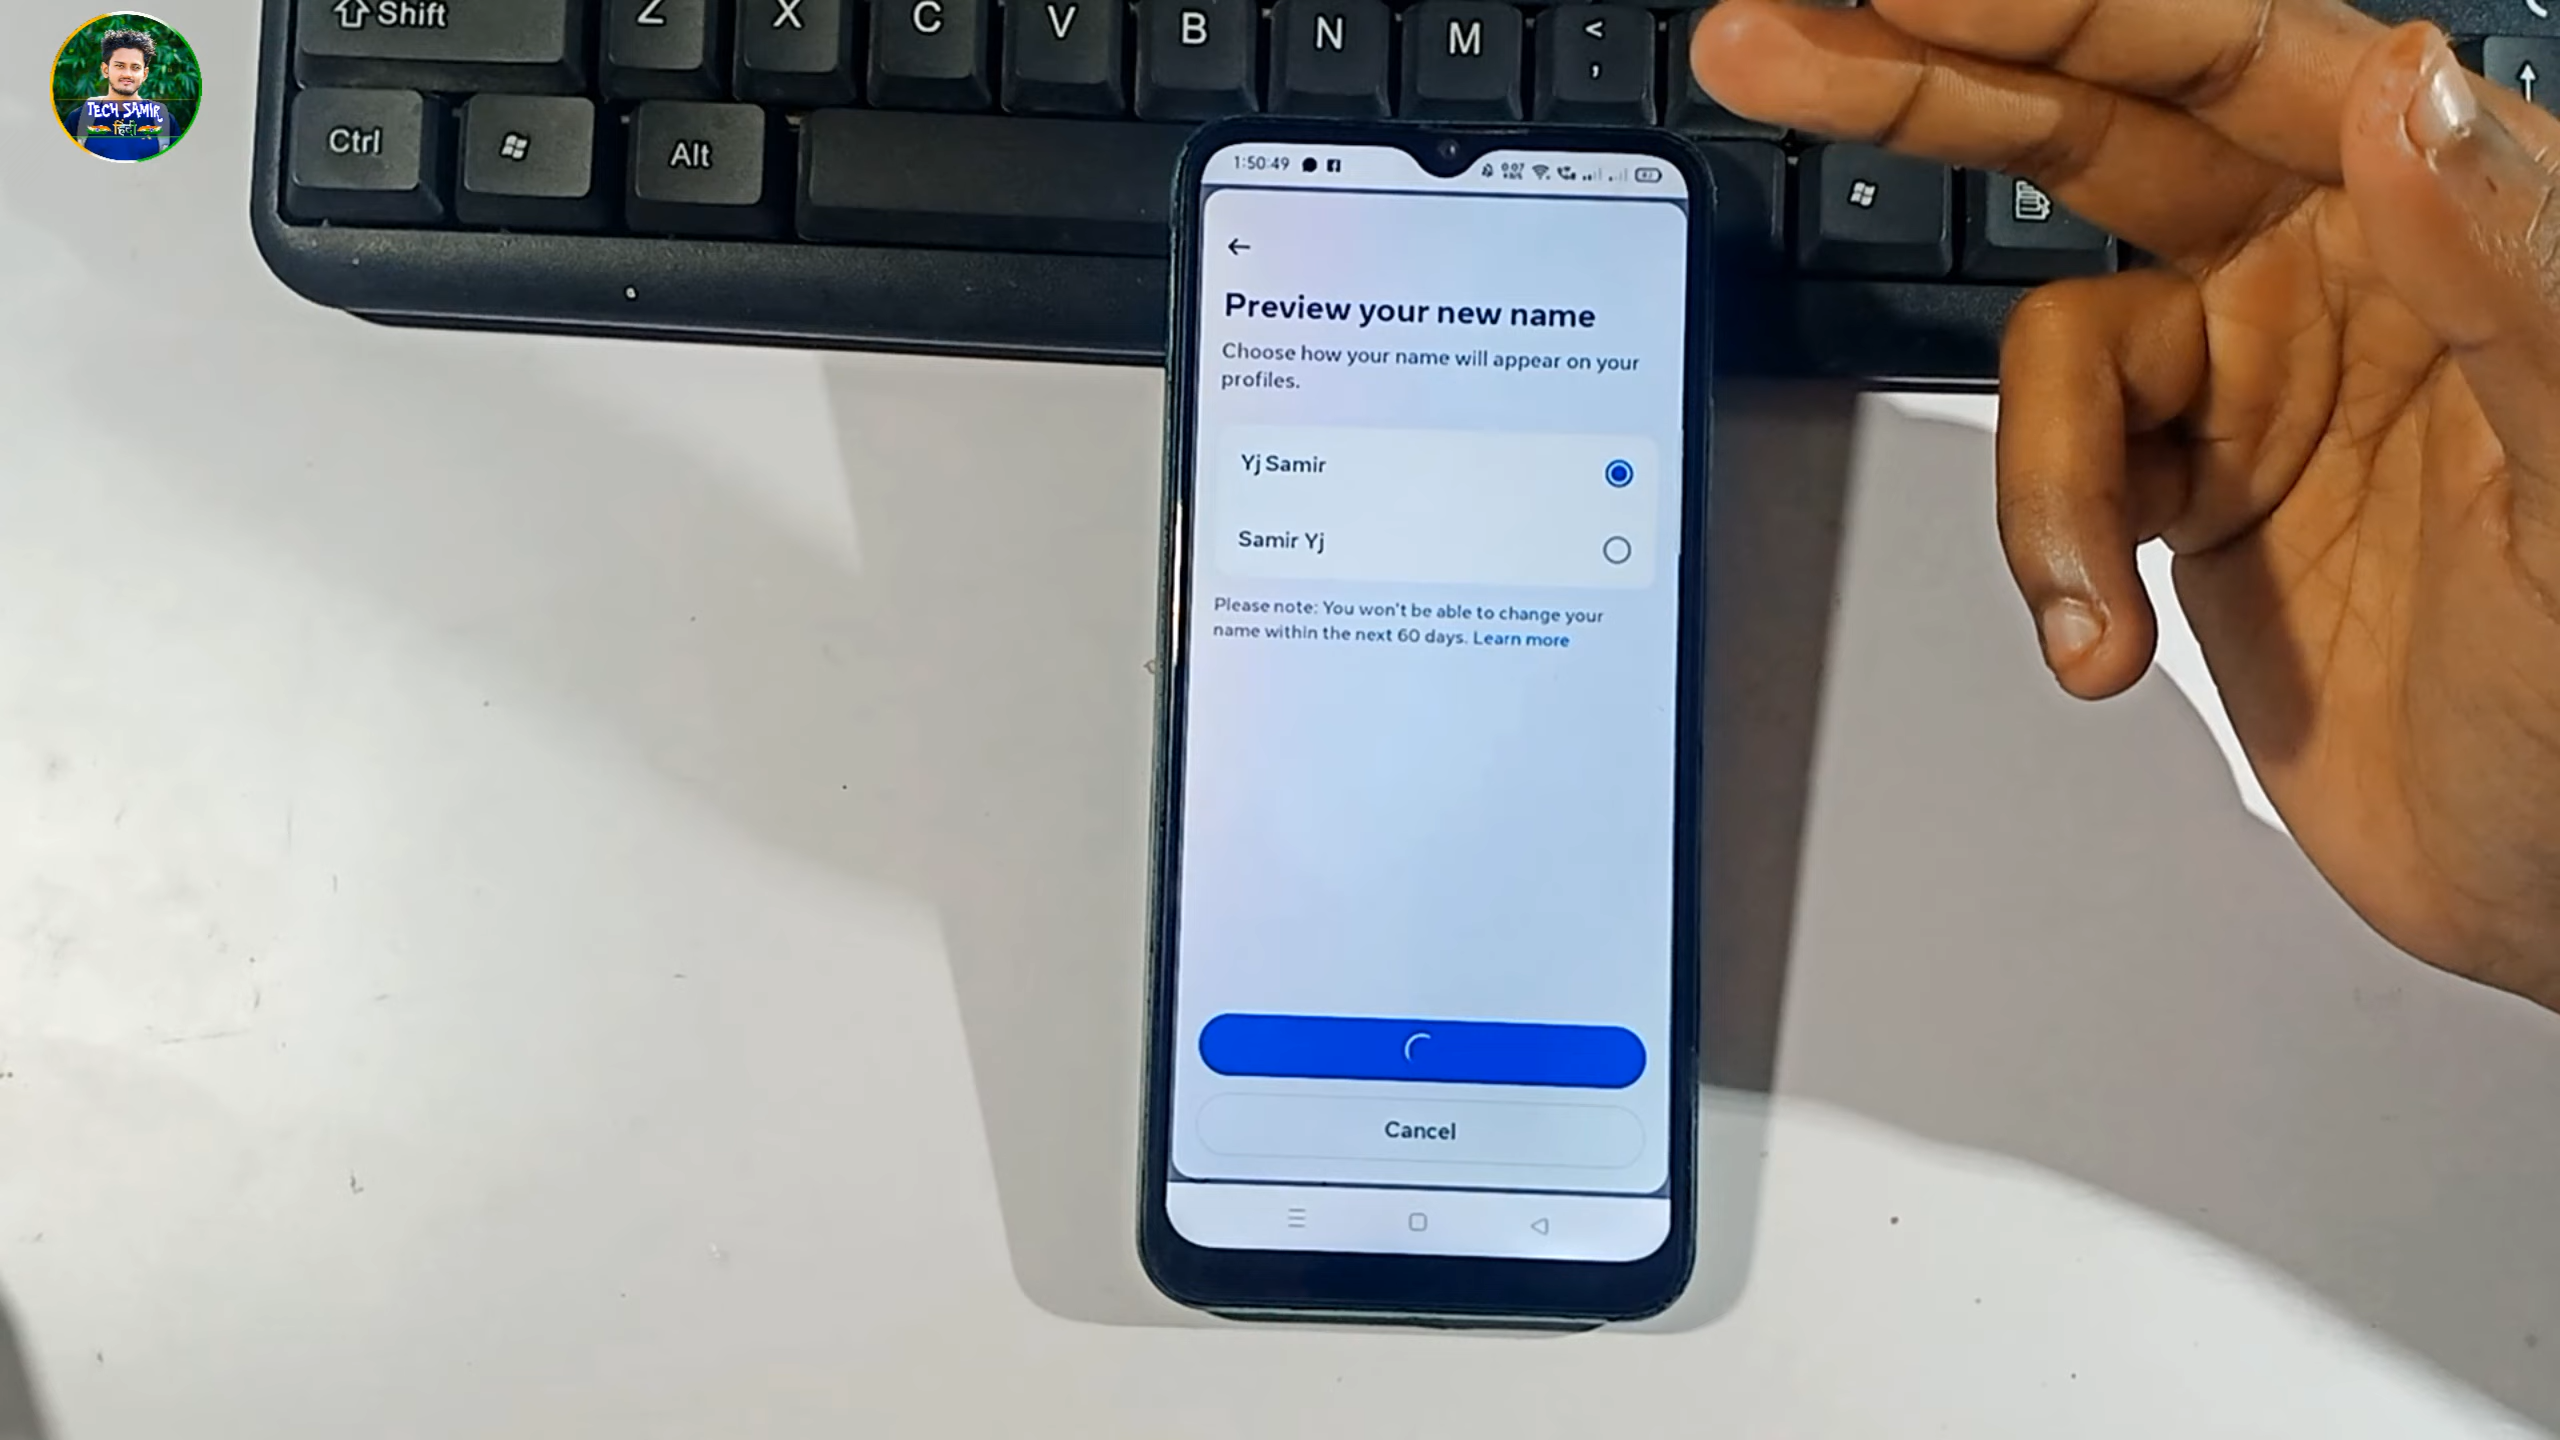 Shift
Z X C V B N M < ,
Ctrl
Alt
TECH SAMIR
हिंदी
1:50:49
0.07
Preview your new name
Choose how your name will appear on your
profiles.
Yj Samir
Samir Yj
Please note: You won't be able to change your
name within the next 60 days. Learn more
Cancel